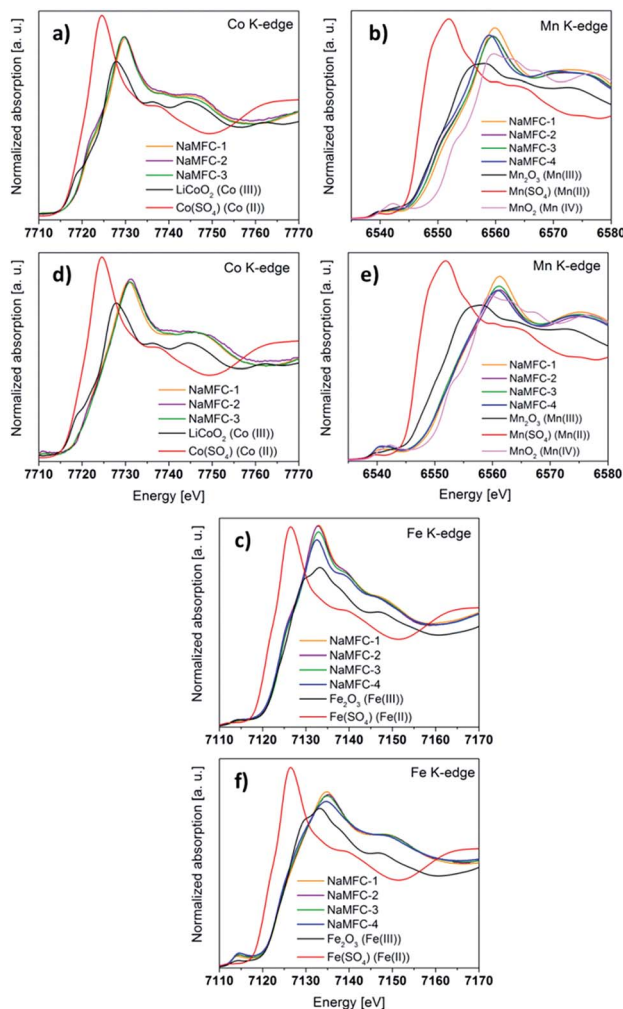 a)
Co K-edge
Normalized absorption [a. u.]
NaMFC-1
NaMFC-2
NaMFC-3
LiCoO₂ (Co (III))
Co(SO₄) (Co (II))
7710 7720 7730 7740 7750 7760 7770
b)
Mn K-edge
Normalized absorption [a. u.]
NaMFC-1
NaMFC-2
NaMFC-3
NaMFC-4
Mn₂O₃ (Mn(III))
Mn(SO₄) (Mn(II))
MnO₂ (Mn (IV))
6540 6550 6560 6570 6580
d)
Co K-edge
Normalized absorption [a. u.]
NaMFC-1
NaMFC-2
NaMFC-3
LiCoO₂ (Co (III))
Co(SO₄) (Co (II))
7710 7720 7730 7740 7750 7760 7770
Energy [eV]
e)
Mn K-edge
Normalized absorption [a. u.]
NaMFC-1
NaMFC-2
NaMFC-3
NaMFC-4
Mn₂O₃ (Mn(III))
Mn(SO₄) (Mn(II))
MnO₂ (Mn(IV))
6540 6550 6560 6570 6580
Energy [eV]
c)
Fe K-edge
Normalized absorption [a. u.]
NaMFC-1
NaMFC-2
NaMFC-3
NaMFC-4
Fe₂O₃ (Fe(III))
Fe(SO₄) (Fe(II))
7110 7120 7130 7140 7150 7160 7170
f)
Fe K-edge
Normalized absorption [a. u.]
NaMFC-1
NaMFC-2
NaMFC-3
NaMFC-4
Fe₂O₃ (Fe(III))
Fe(SO₄) (Fe(II))
7110 7120 7130 7140 7150 7160 7170
Energy [eV]